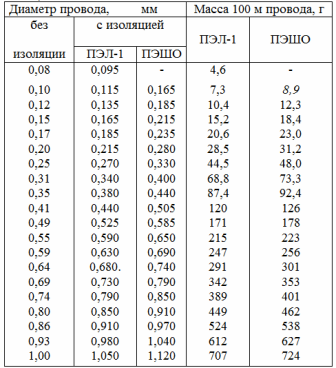 Диаметр провода, мм Масса 100 м провода, г
без с изоляцией ПЭЛ-1 ПЭШО
изоляции ПЭЛ-1 ПЭШО
0,08 0,095 - 4,6 -
0,10 0,115 0,165 7,3 8,9
0,12 0,135 0,185 10,4 12,3
0,15 0,165 0,215 15,2 18,4
0,17 0,185 0,235 20,6 23,0
0,20 0,215 0,280 28,5 31,2
0,25 0,270 0,330 44,5 48,0
0,31 0,340 0,400 68,8 73,3
0,35 0,380 0,440 87,4 92,4
0,41 0,440 0,505 120 126
0,49 0,525 0,585 171 178
0,55 0,590 0,650 215 223
0,59 0,630 0,690 247 256
0,64 0,680. 0,740 291 301
0,69 0,730 0,790 342 353
0,74 0,790 0,850 389 401
0,80 0,850 0,910 449 462
0,86 0,910 0,970 524 538
0,93 0,980 1,040 612 627
1,00 1,050 1,120 707 724